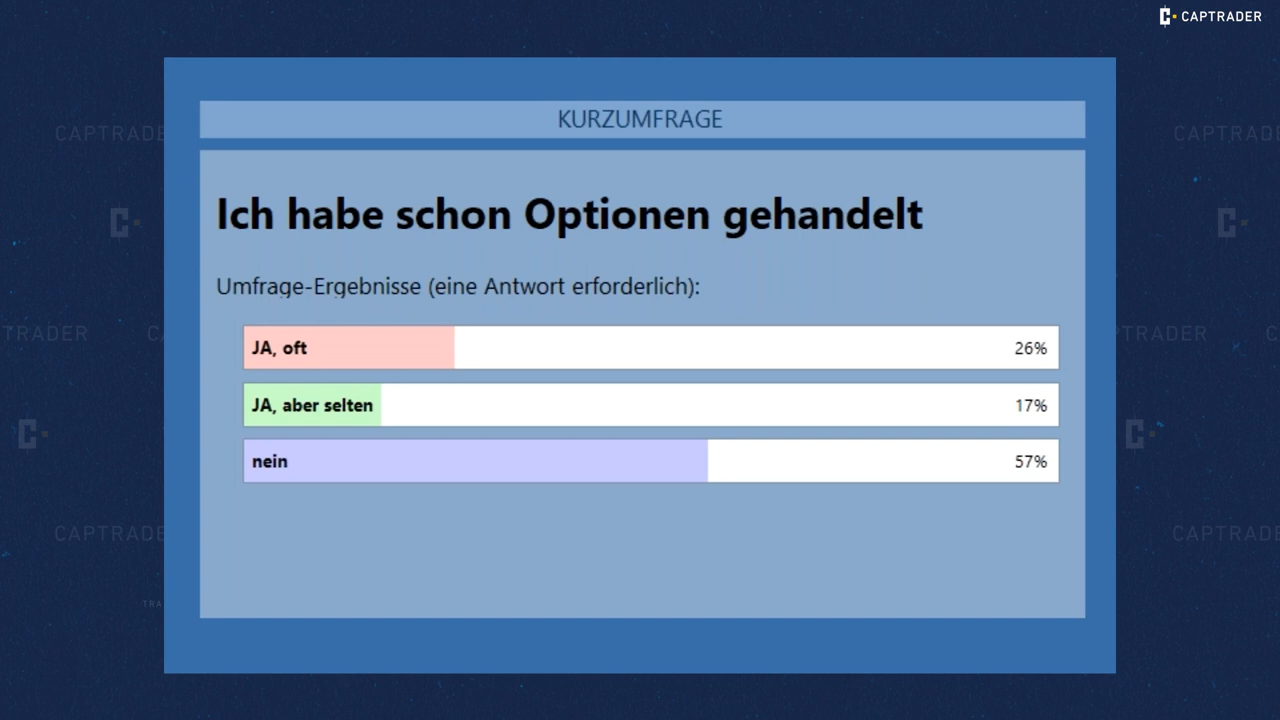 CAPTRADER
KURZUMFRAGE
Ich habe schon Optionen gehandelt
Umfrage-Ergebnisse (eine Antwort erforderlich):
JA, oft 26%
JA, aber selten 17%
nein 57%